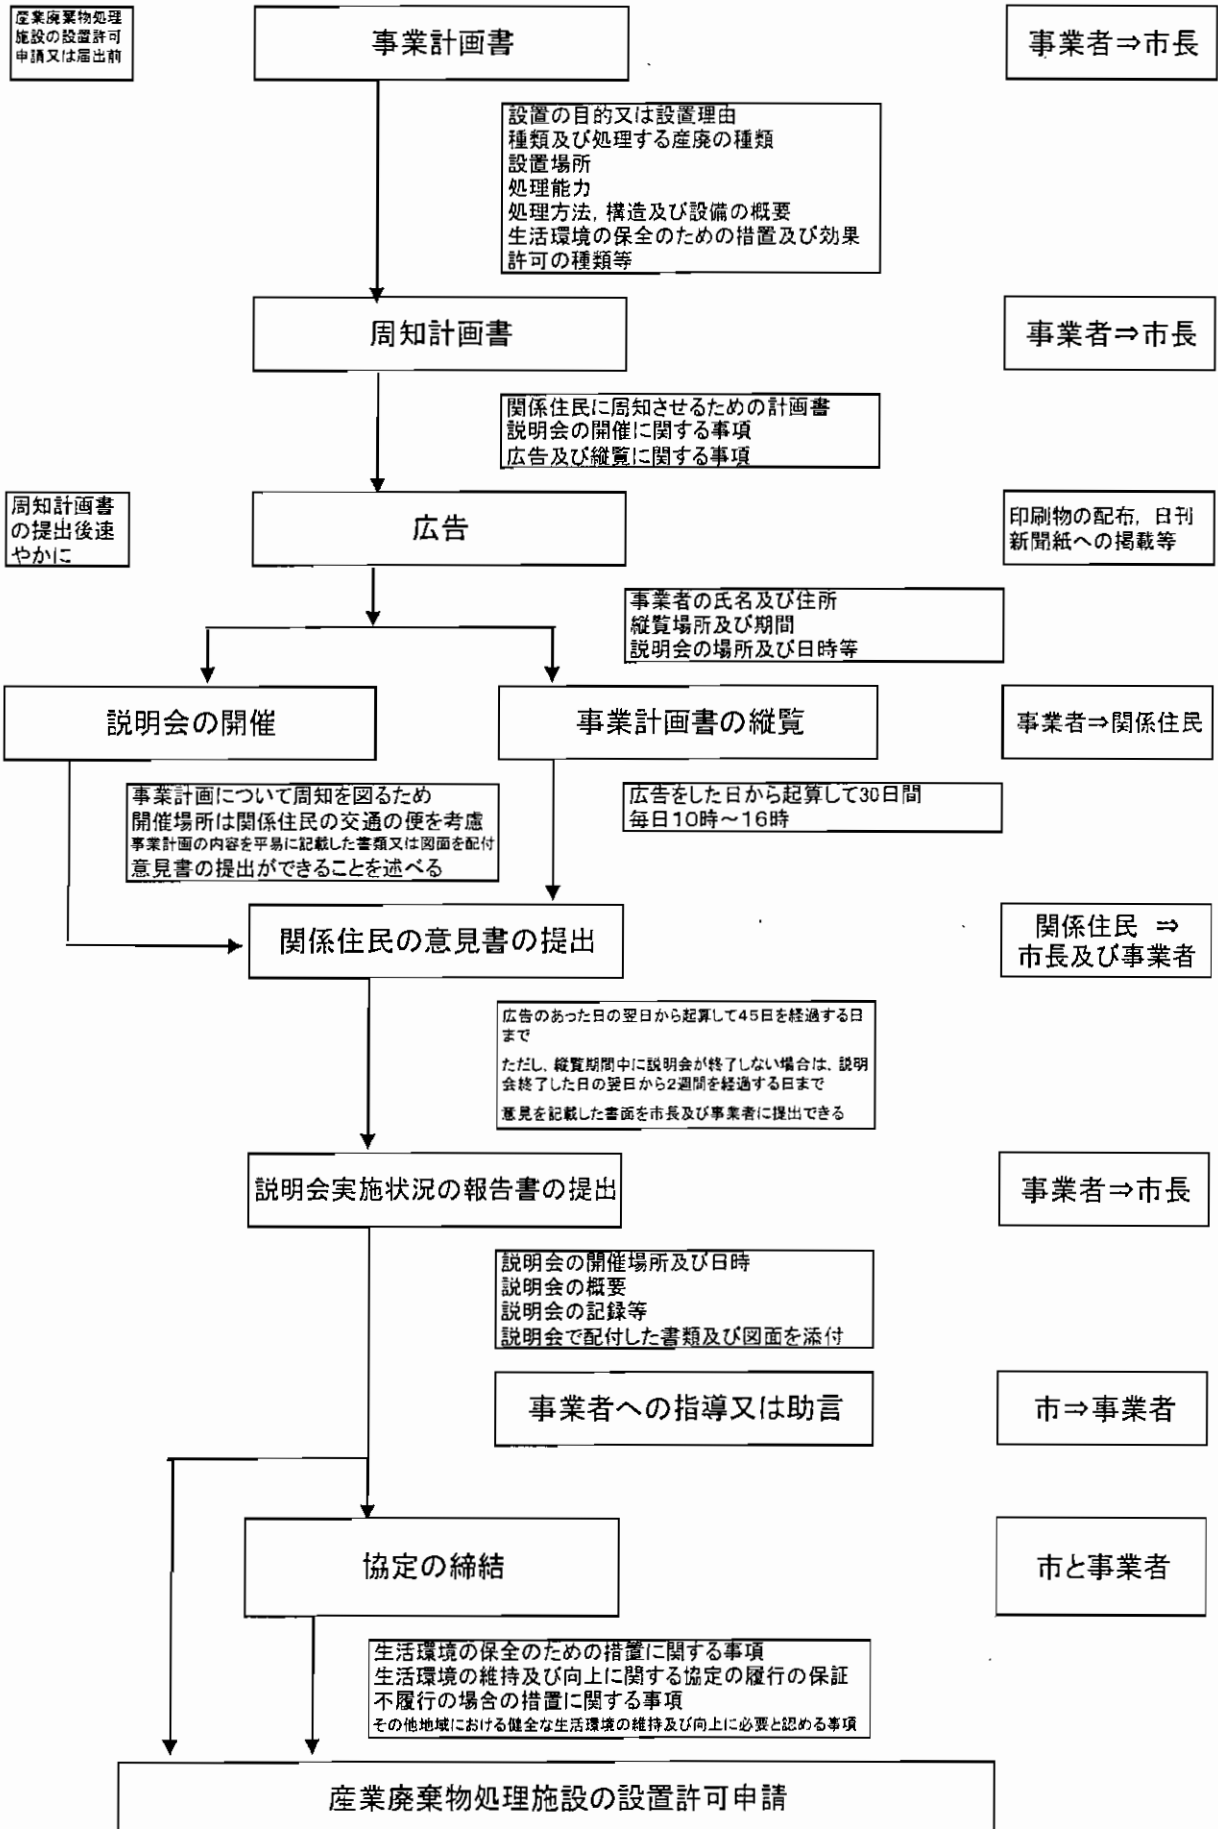 産業廃棄物処理
施設の設置許可
申請又は届出前
事業計画書
事業者⇒市長
設置の目的又は設置理由
種類及び処理する産廃の種類
設置場所
処理能力
処理方法，構造及び設備の概要
生活環境の保全のための措置及び効果
許可の種類等
周知計画書
事業者⇒市長
関係住民に周知させるための計画書
説明会の開催に関する事項
広告及び縦覧に関する事項
周知計画書
の提出後速
やかに
広告
印刷物の配布，日刊
新聞紙への掲載等
事業者の氏名及び住所
縦覧場所及び期間
説明会の場所及び日時等
説明会の開催
事業計画書の縦覧
事業者⇒関係住民
事業計画について周知を図るため
開催場所は関係住民の交通の便を考慮
事業計画の内容を平易に記載した書類又は図面を配付
意見書の提出ができることを述べる
広告をした日から起算して30日間
毎日10時～16時
関係住民の意見書の提出
関係住民 ⇒
市長及び事業者
広告のあった日の翌日から起算して45日を経過する日
まで
ただし、縦覧期間中に説明会が終了しない場合は、説明
会終了した日の翌日から2週間を経過する日まで
意見を記載した書面を市長及び事業者に提出できる
説明会実施状況の報告書の提出
事業者⇒市長
説明会の開催場所及び日時
説明会の概要
説明会の記録等
説明会で配付した書類及び図面を添付
事業者への指導又は助言
市⇒事業者
協定の締結
市と事業者
生活環境の保全のための措置に関する事項
生活環境の維持及び向上に関する協定の履行の保証
不履行の場合の措置に関する事項
その他地域における健全な生活環境の維持及び向上に必要と認める事項
産業廃棄物処理施設の設置許可申請